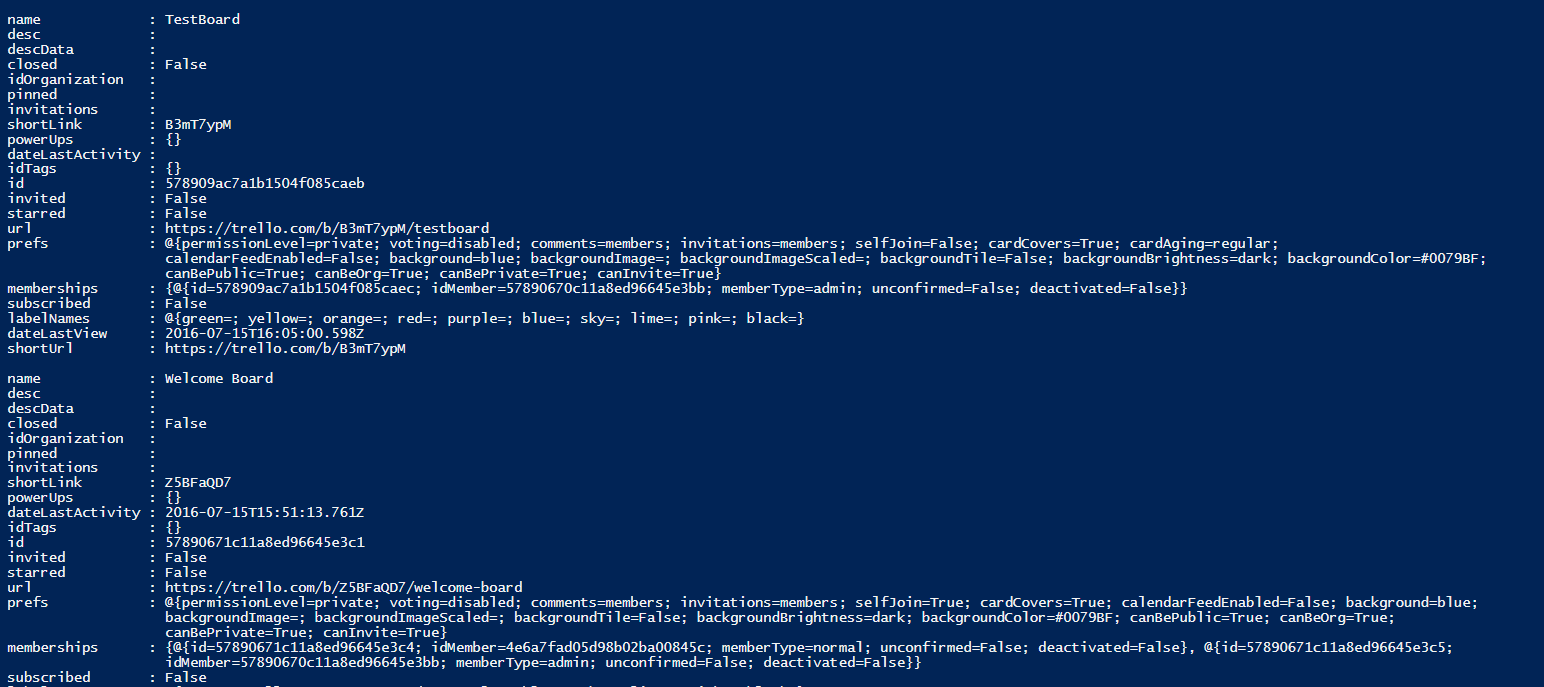 name : TestBoard
desc :
descData :
closed : False
idOrganization :
pinned :
invitations :
shortLink : B3mT7ypM
powerUps : {}
dateLastActivity :
idTags : {}
id : 578909ac7a1b1504f085caeb
invited : False
starred : False
url : https://trello.com/b/B3mT7ypM/testboard
prefs : @{permissionLevel=private; voting=disabled; comments=members; invitations=members; selfJoin=False; cardCovers=True; cardAging=regular;
calendarFeedEnabled=False; background=blue; backgroundImage=; backgroundImageScaled=; backgroundTile=False; backgroundBrightness=dark; backgroundColor=#0079BF;
canBePublic=True; canBeOrg=True; canBePrivate=True; canInvite=True}
memberships : {@{id=578909ac7a1b1504f085caec; idMember=57890670c11a8ed96645e3bb; memberType=admin; unconfirmed=False; deactivated=False}}
subscribed : False
labelNames : @{green=; yellow=; orange=; red=; purple=; blue=; sky=; lime=; pink=; black=}
dateLastView : 2016-07-15T16:05:00.598Z
shortUrl : https://trello.com/b/B3mT7ypM
name : Welcome Board
desc :
descData :
closed : False
idOrganization :
pinned :
invitations :
shortLink : Z5BFaQD7
powerUps : {}
dateLastActivity : 2016-07-15T15:51:13.761Z
idTags : {}
id : 57890671c11a8ed96645e3c1
invited : False
starred : False
url : https://trello.com/b/Z5BFaQD7/welcome-board
prefs : @{permissionLevel=private; voting=disabled; comments=members; invitations=members; selfJoin=True; cardCovers=True; calendarFeedEnabled=False; background=blue;
backgroundImage=; backgroundImageScaled=; backgroundTile=False; backgroundBrightness=dark; backgroundColor=#0079BF; canBePublic=True; canBeOrg=True;
canBePrivate=True; canInvite=True}
memberships : {@{id=57890671c11a8ed96645e3c4; idMember=4e6a7fad05d98b02ba00845c; memberType=normal; unconfirmed=False; deactivated=False}, @{id=57890671c11a8ed96645e3c5;
idMember=57890670c11a8ed96645e3bb; memberType=admin; unconfirmed=False; deactivated=False}}
subscribed : False